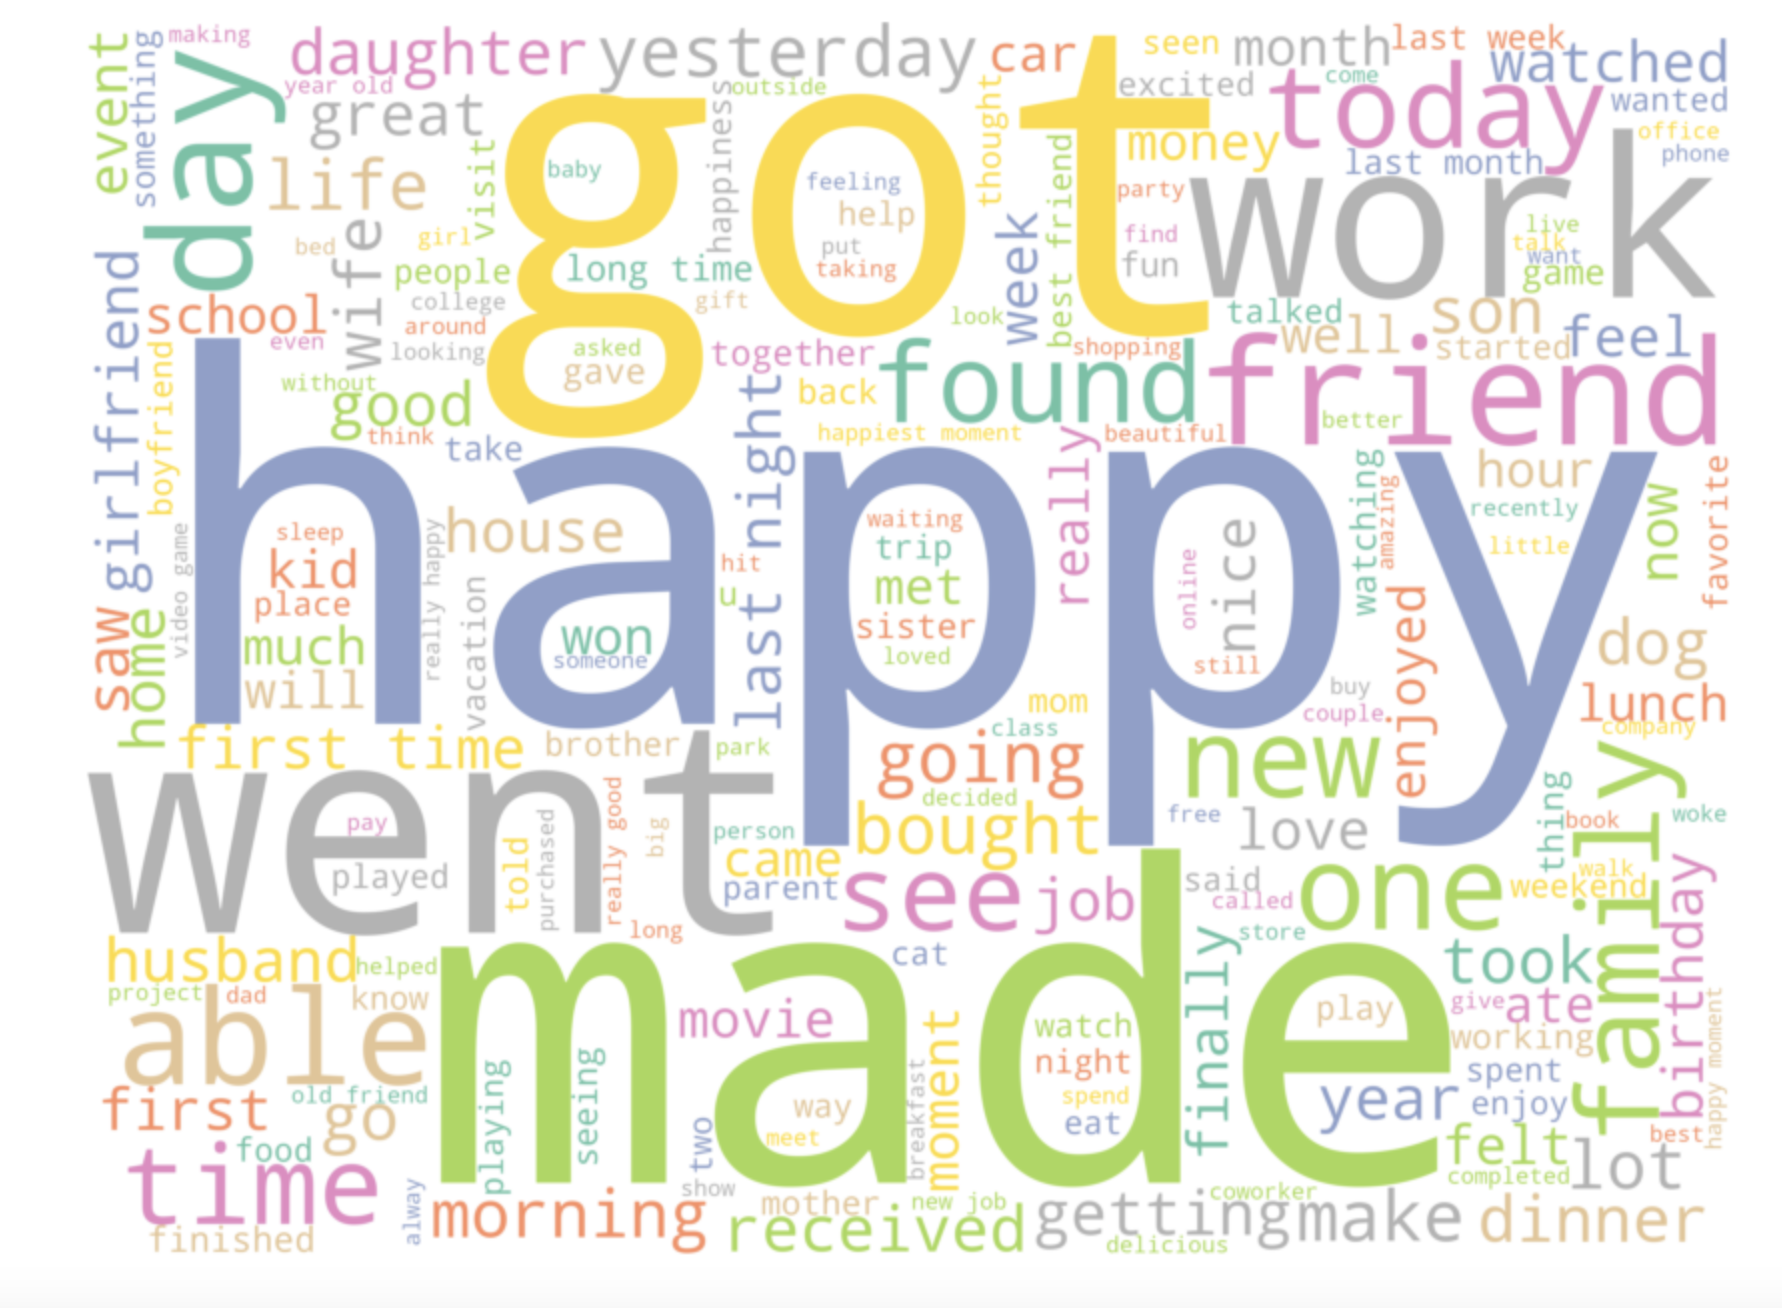 making
event
something
day
daughter
year old
great
yesterday
outside
happiness
car
seen
month
last week
watched
excited
come
today
wanted
thought
money
office
last month
phone
life
visit
baby
got
feeling
help
put
taking
party
work
best friend
week
find
fun
live
talk
want
game
bed
girl
wife
people
long time
college
gift
school
around
even
looking
look
talked
son
well
started
feel
girlfriend
boyfriend
asked
gave
together
shopping
found
friend
without
good
think
take
back
happiest moment
beautiful
better
last night
really
happy
hour
watching
amazing
recently
little
now
favorite
sleep
kid
place
much
will
video game
really happy
house
vacation
hit
u
won
someone
waiting
trip
met
sister
loved
online
nice
still
enjoyed
dog
saw
home
buy
couple
mom
class
lunch
company
first time
brother
park
going
new
decided
went
pay
played
told
purchased
really good
big
long
person
came
parent
bought
free
love
thing
book
woke
walk
weekend
family
see
job
said
called
one
store
birthday
husband
helped
project
dad
know
able
made
cat
movie
moment
watch
night
spend
eat
finally
play
took
give
ate
working
happy moment
first
old friend
go
playing
seeing
way
meet
breakfast
year
spent
enjoy
food
time
two
show
felt
best
completed
lot
finished
alway
morning
mother
received
new job
getting
coworker
delicious
make
dinner